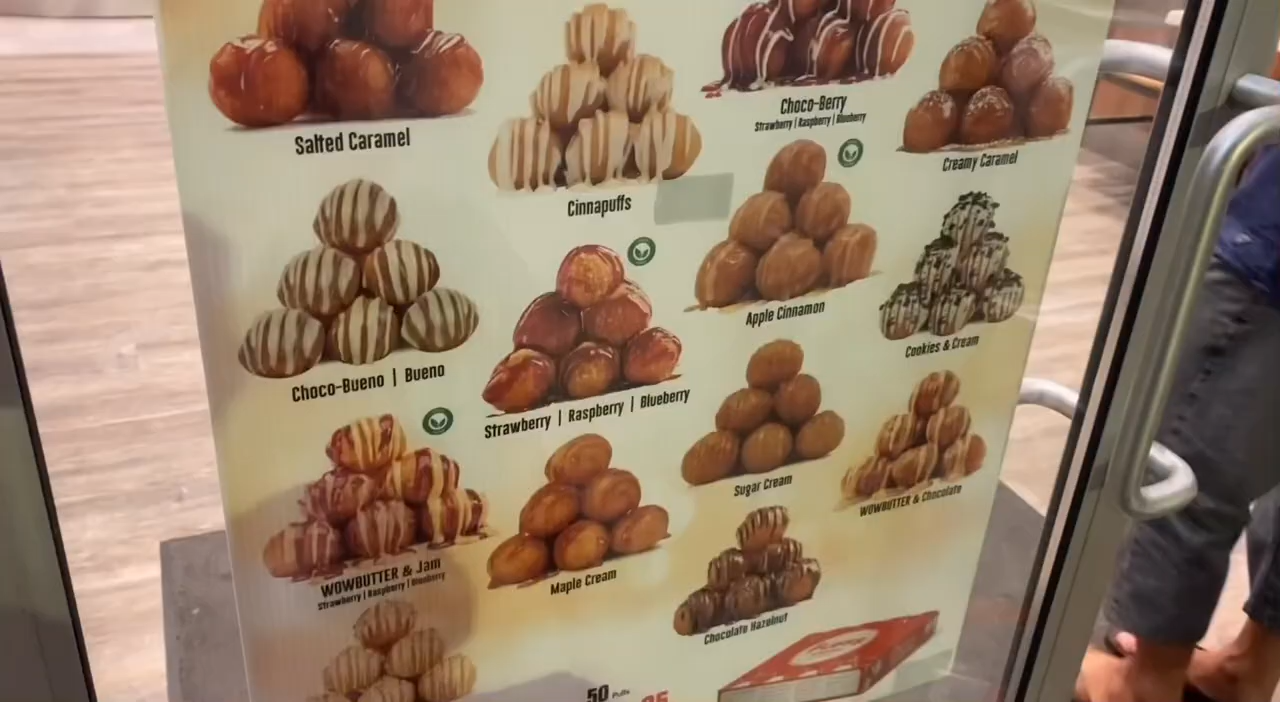 Salted Caramel
Cinnapuffs
Choco-Berry
Strawberry | Raspberry | Blueberry
Creamy Caramel
Choco-Bueno | Bueno
Strawberry | Raspberry | Blueberry
Apple Cinnamon
Cookies & Cream
WOWBUTTER & Jam
Strawberry | Raspberry | Blueberry
Maple Cream
Sugar Cream
WOWBUTTER & Chocolate
Chocolate Hazelnut
50 Puffs